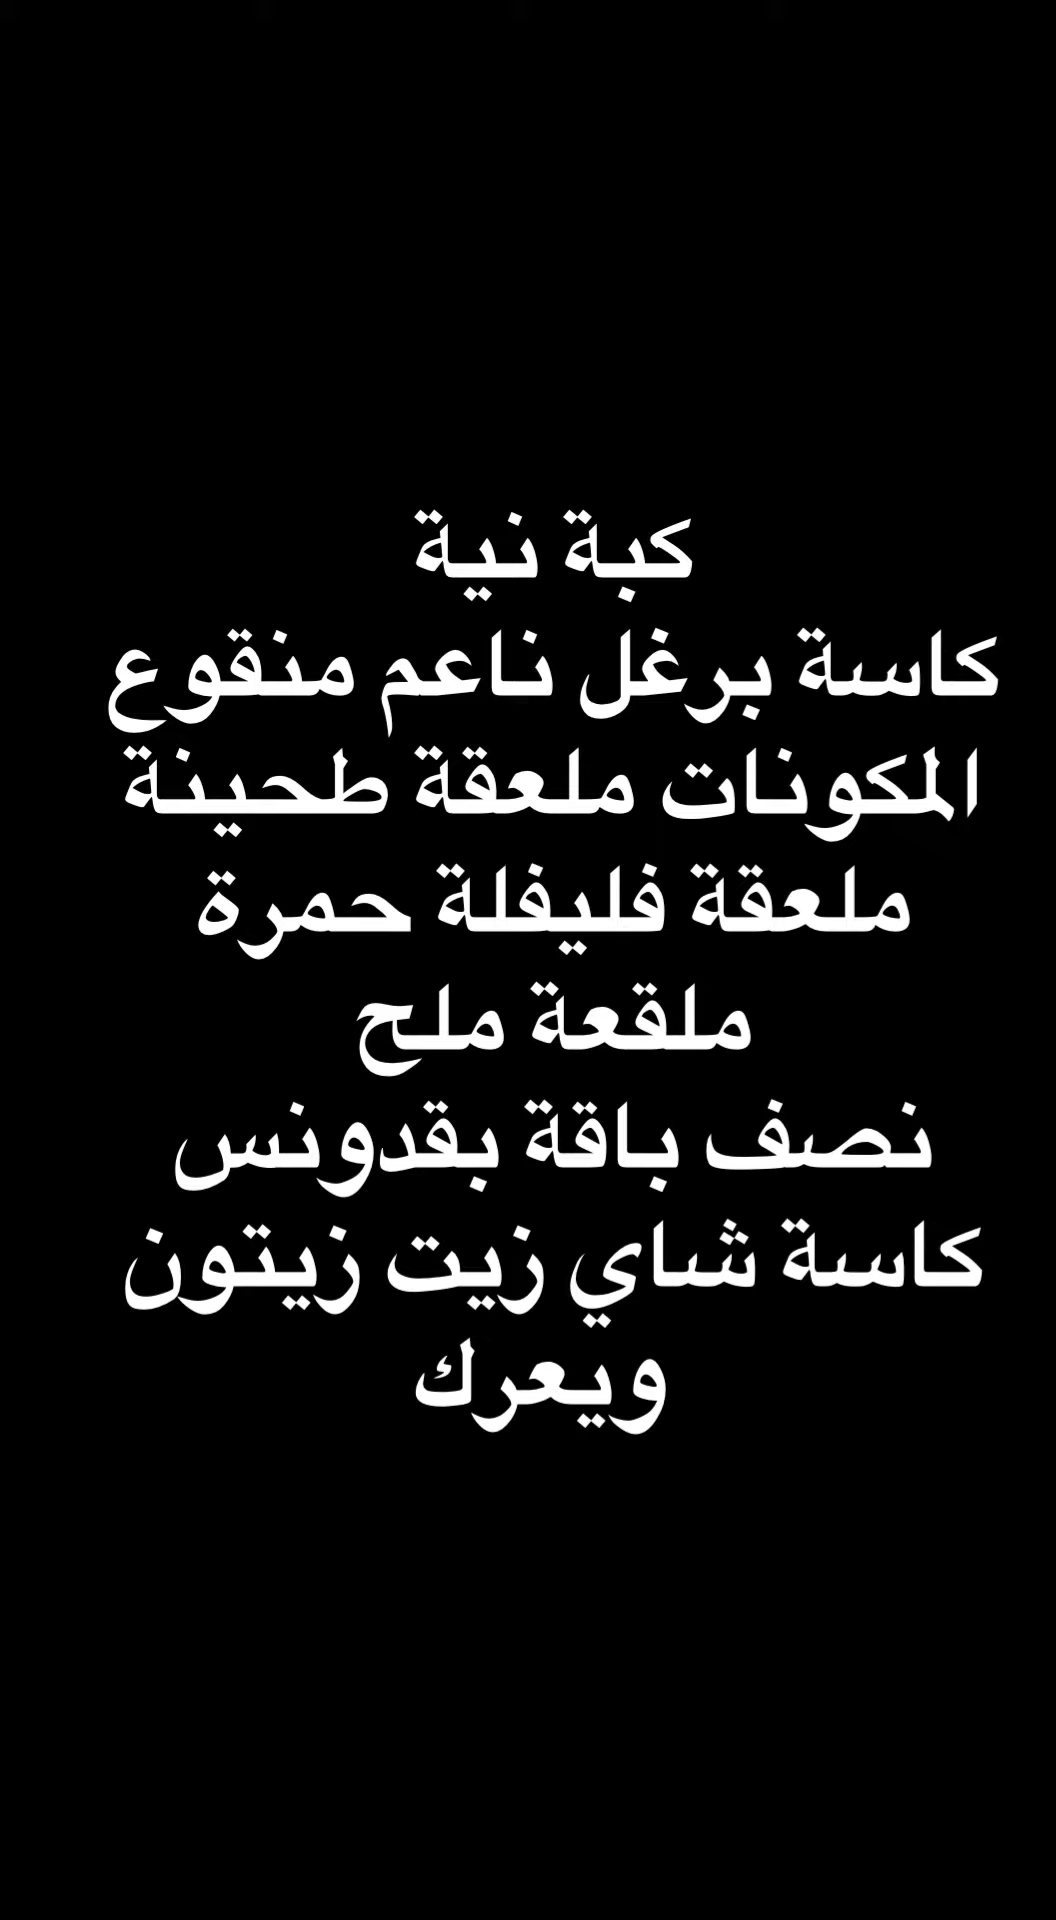 كبة نية
كاسة برغل ناعم منقوع
المكونات ملعقة طحينة
ملعقة فليفلة حمرة
ملقعة ملح
نصف باقة بقدونس
كاسة شاي زيت زيتون
ويعرك